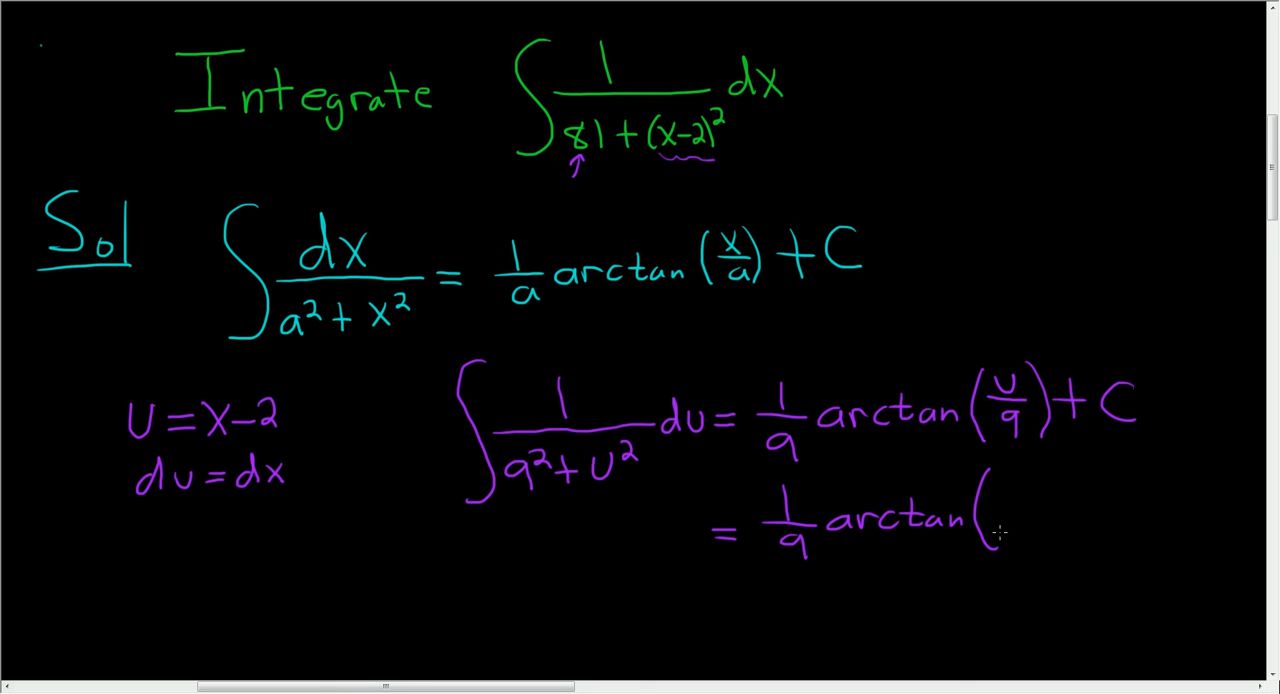 Integrate ∫ 1/(81 + (x-2)²) dx
Sol ∫ dx/(a² + x²) = 1/a arctan(x/a) + C
u = x-2
du = dx
∫ 1/(9² + u²) du = 1/9 arctan(u/9) + C
= 1/9 arctan(